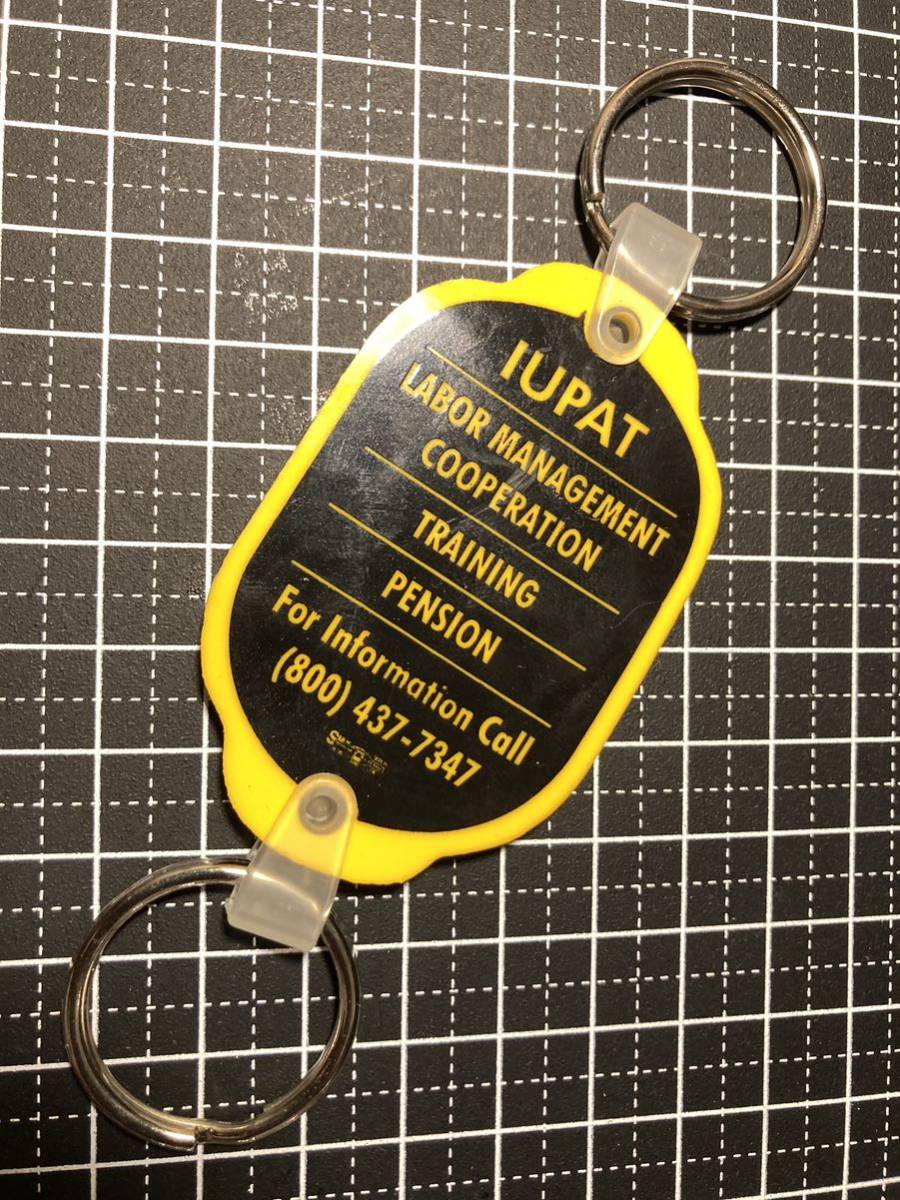 IUPAT
LABOR MANAGEMENT
COOPERATION
TRAINING
PENSION
For Information Call
(800) 437-7347